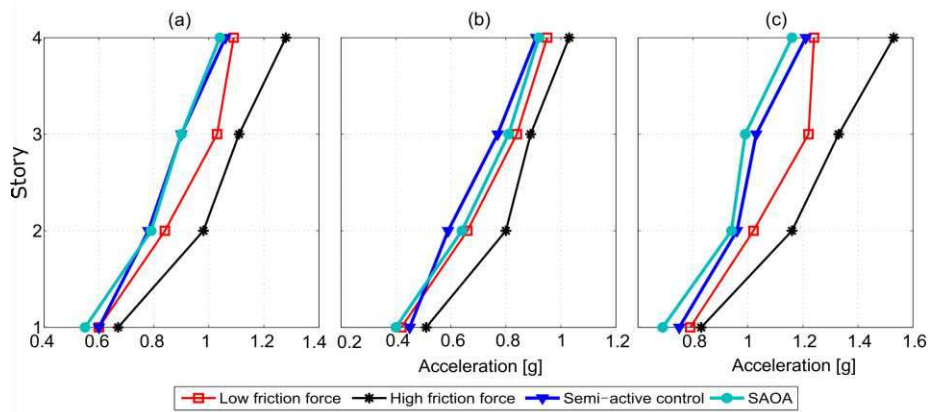 (a) (b) (c)
4
3
Story
2
1
0.4 0.6 0.8 1 1.2 1.4 0.2 0.4 0.6 0.8 1 1.2 0.8 1 1.2 1.4 1.6
Acceleration [g] Acceleration [g]
Low friction force High friction force Semi-active control SAOA